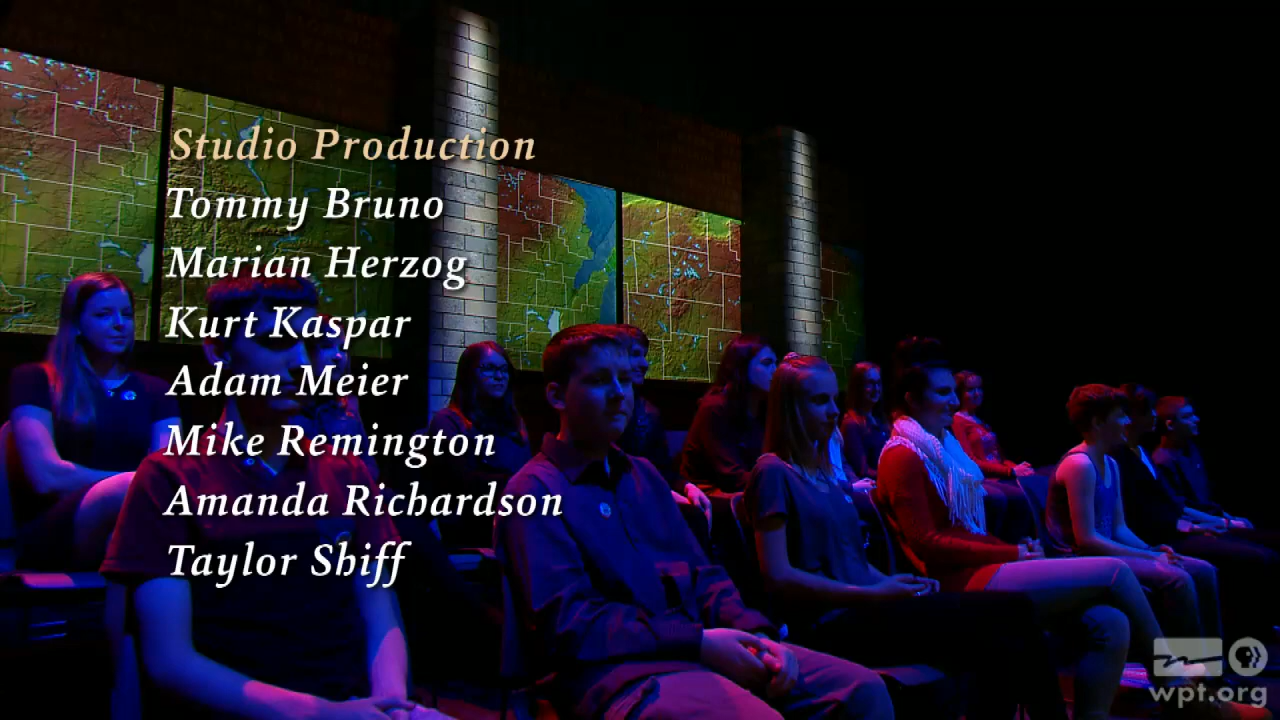 Studio Production
Tommy Bruno
Marian Herzog
Kurt Kaspar
Adam Meier
Mike Remington
Amanda Richardson
Taylor Shiff
wpt.org